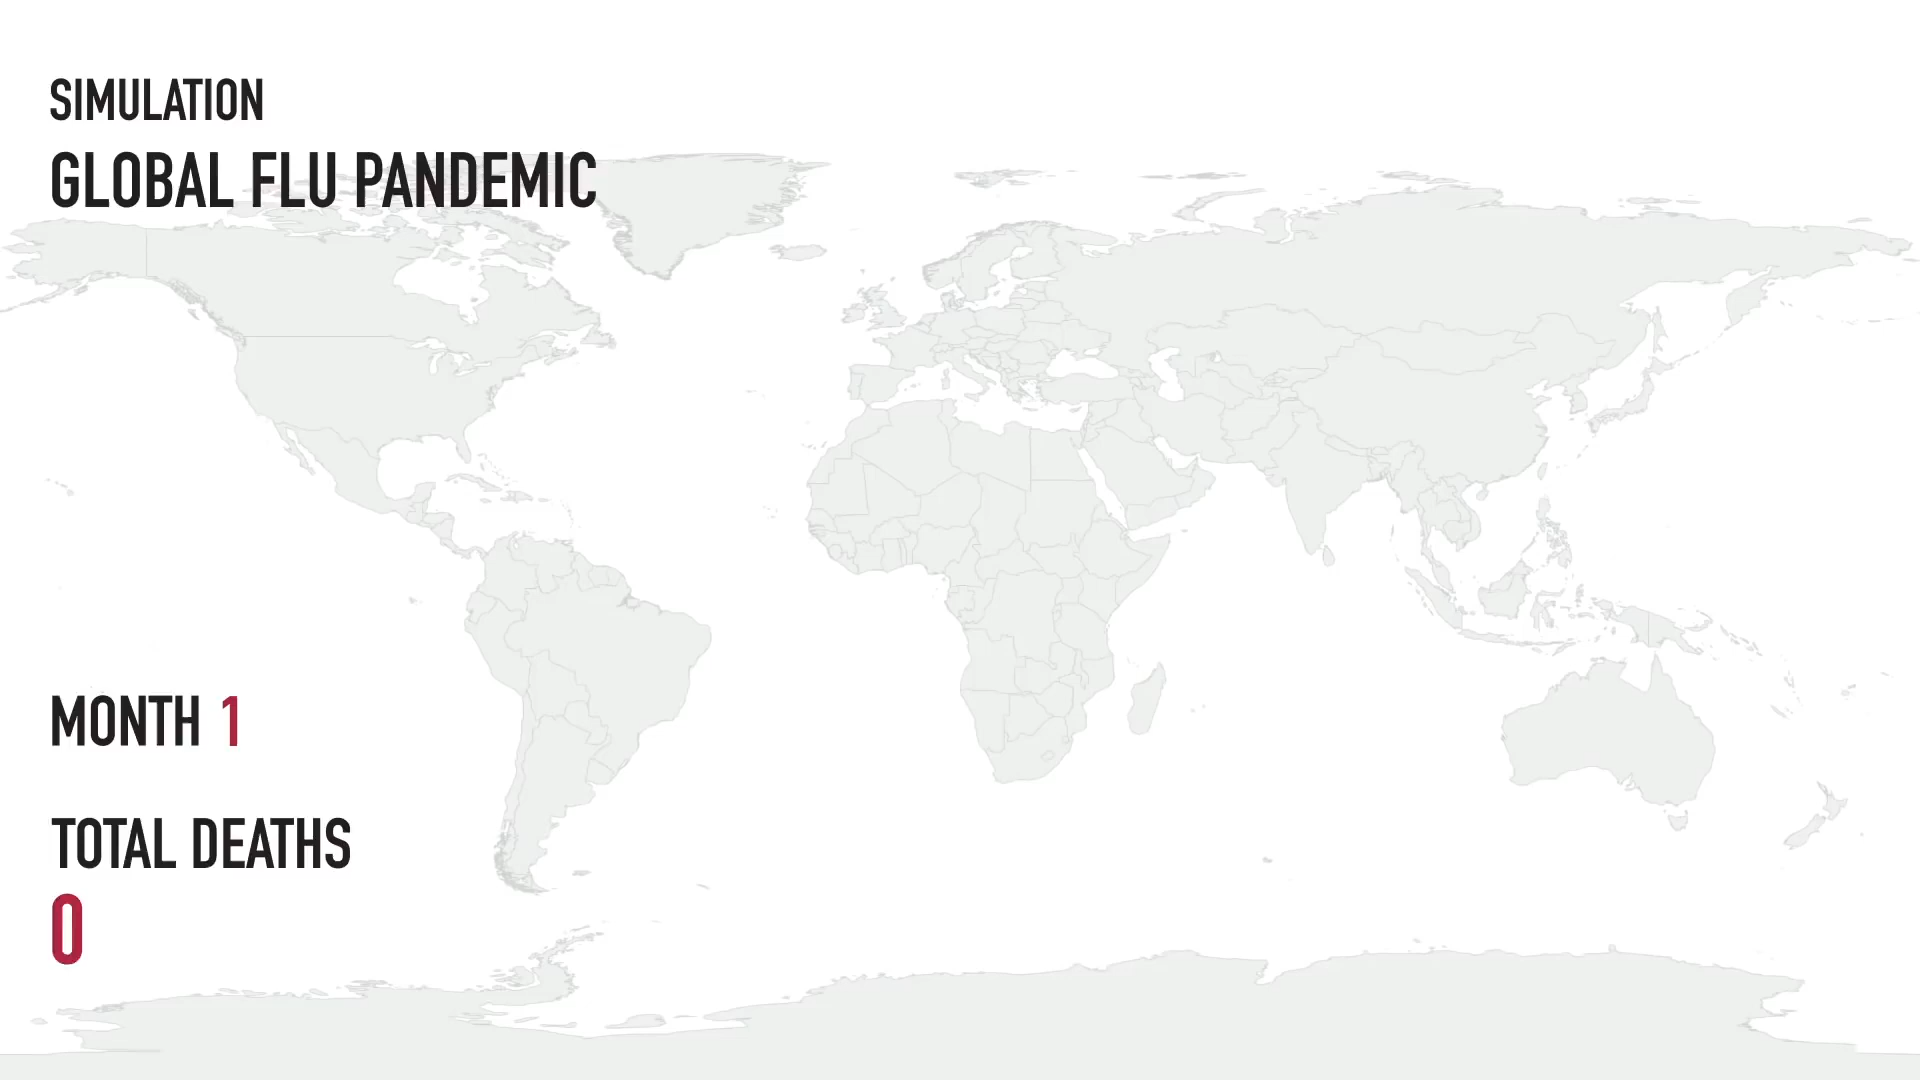 SIMULATION
GLOBAL FLU PANDEMIC
MONTH 1
TOTAL DEATHS
0